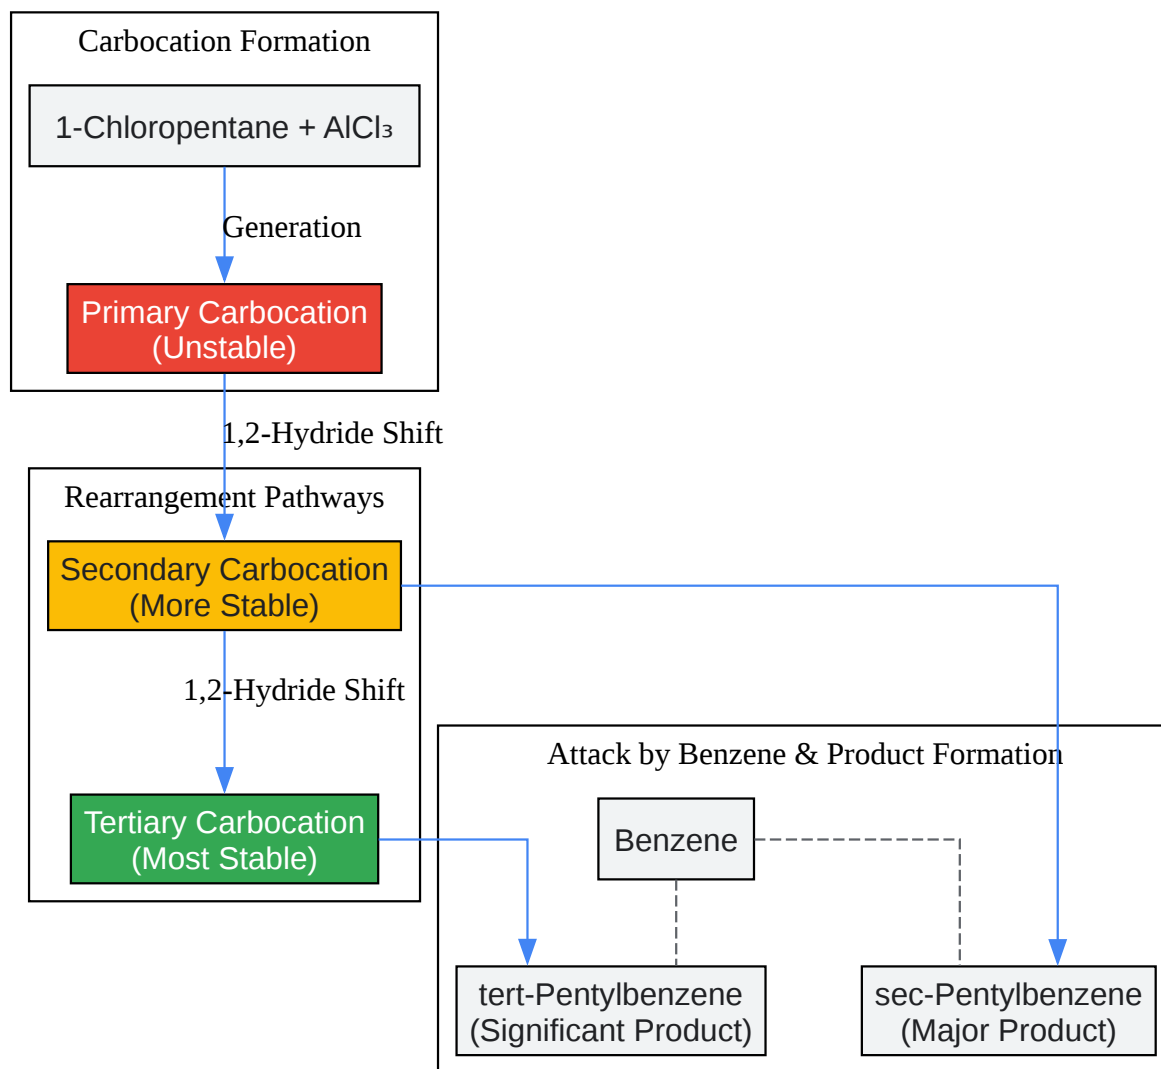 Carbocation Formation
1-Chloropentane + AlCl₃
Generation
Primary Carbocation
(Unstable)
1,2-Hydride Shift
Rearrangement Pathways
Secondary Carbocation
(More Stable)
1,2-Hydride Shift
Tertiary Carbocation
(Most Stable)
Attack by Benzene & Product Formation
Benzene
tert-Pentylbenzene
(Significant Product)
sec-Pentylbenzene
(Major Product)